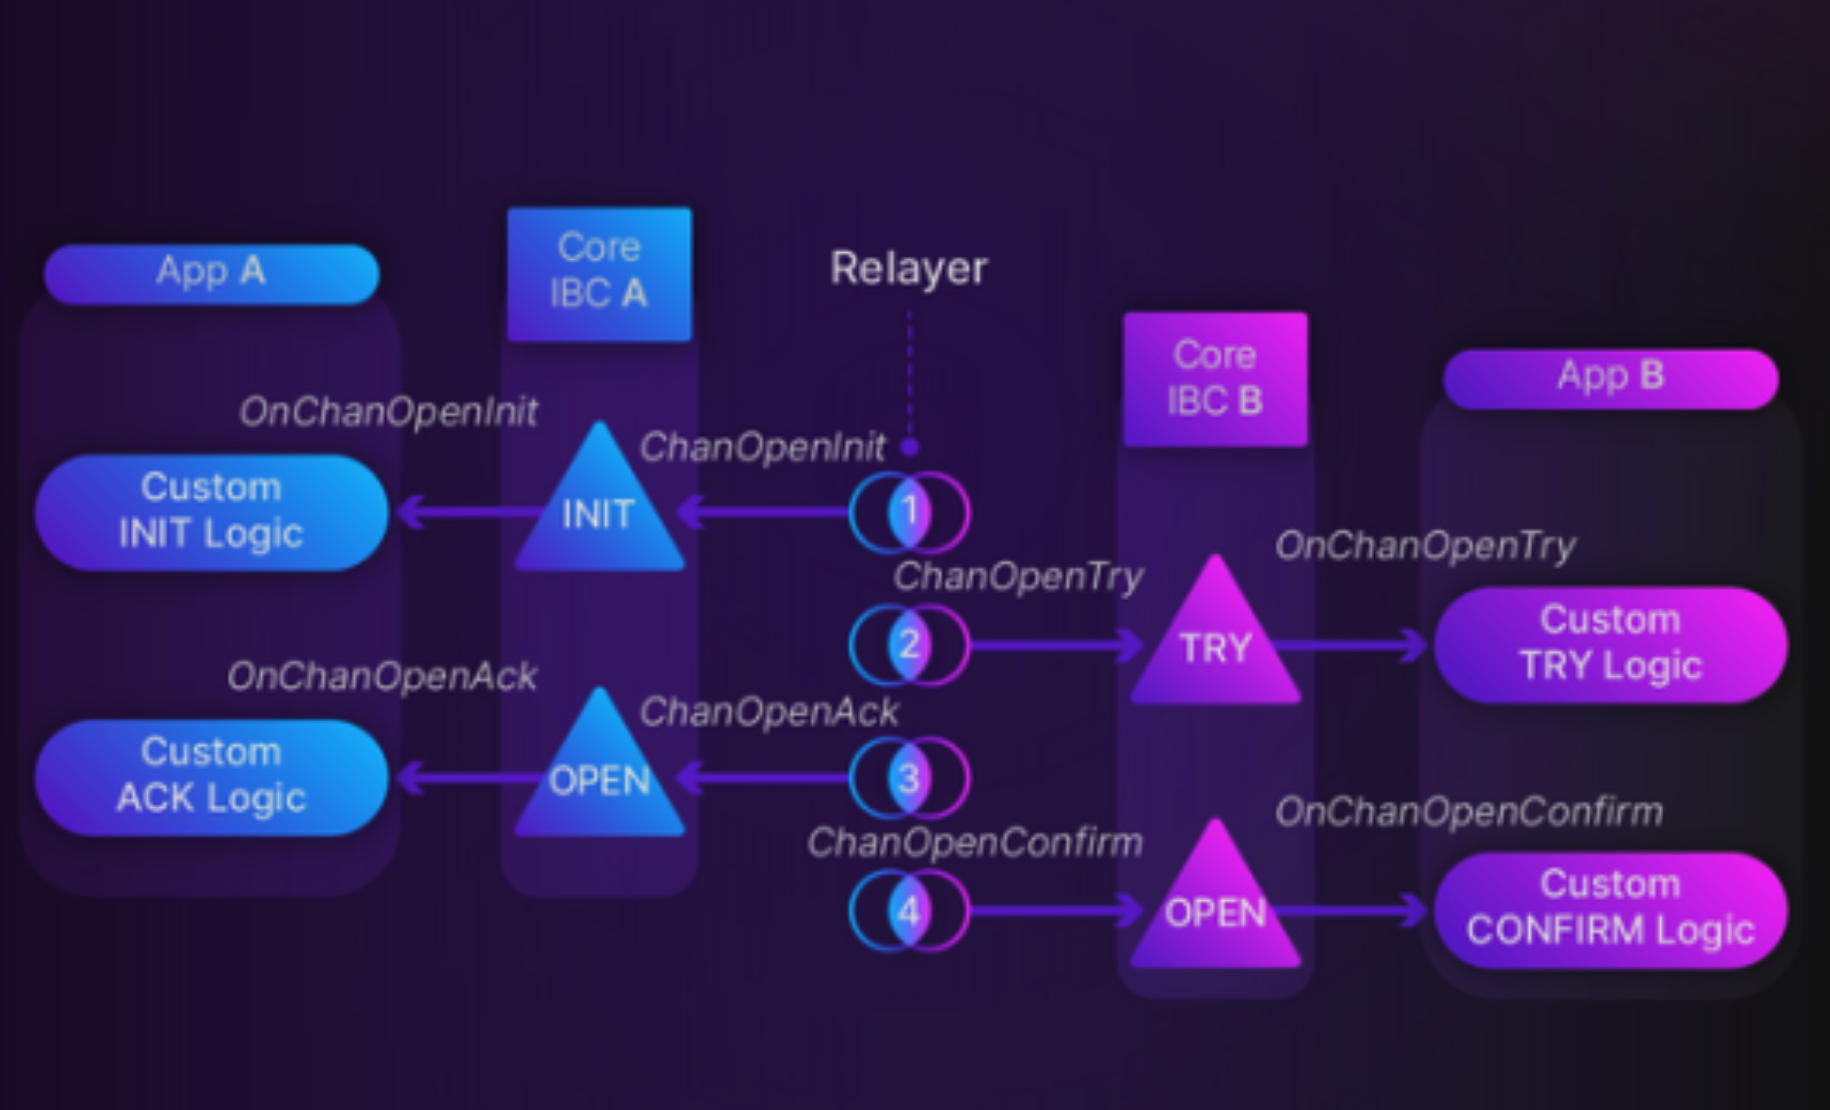 App A
Core
IBC A
Relayer
Core
IBC B
App B
OnChanOpenInit
ChanOpenInit
Custom
INIT Logic
INIT
1
ChanOpenTry
OnChanOpenTry
2
TRY
Custom
TRY Logic
OnChanOpenAck
ChanOpenAck
Custom
ACK Logic
OPEN
3
ChanOpenConfirm
OnChanOpenConfirm
4
OPEN
Custom
CONFIRM Logic